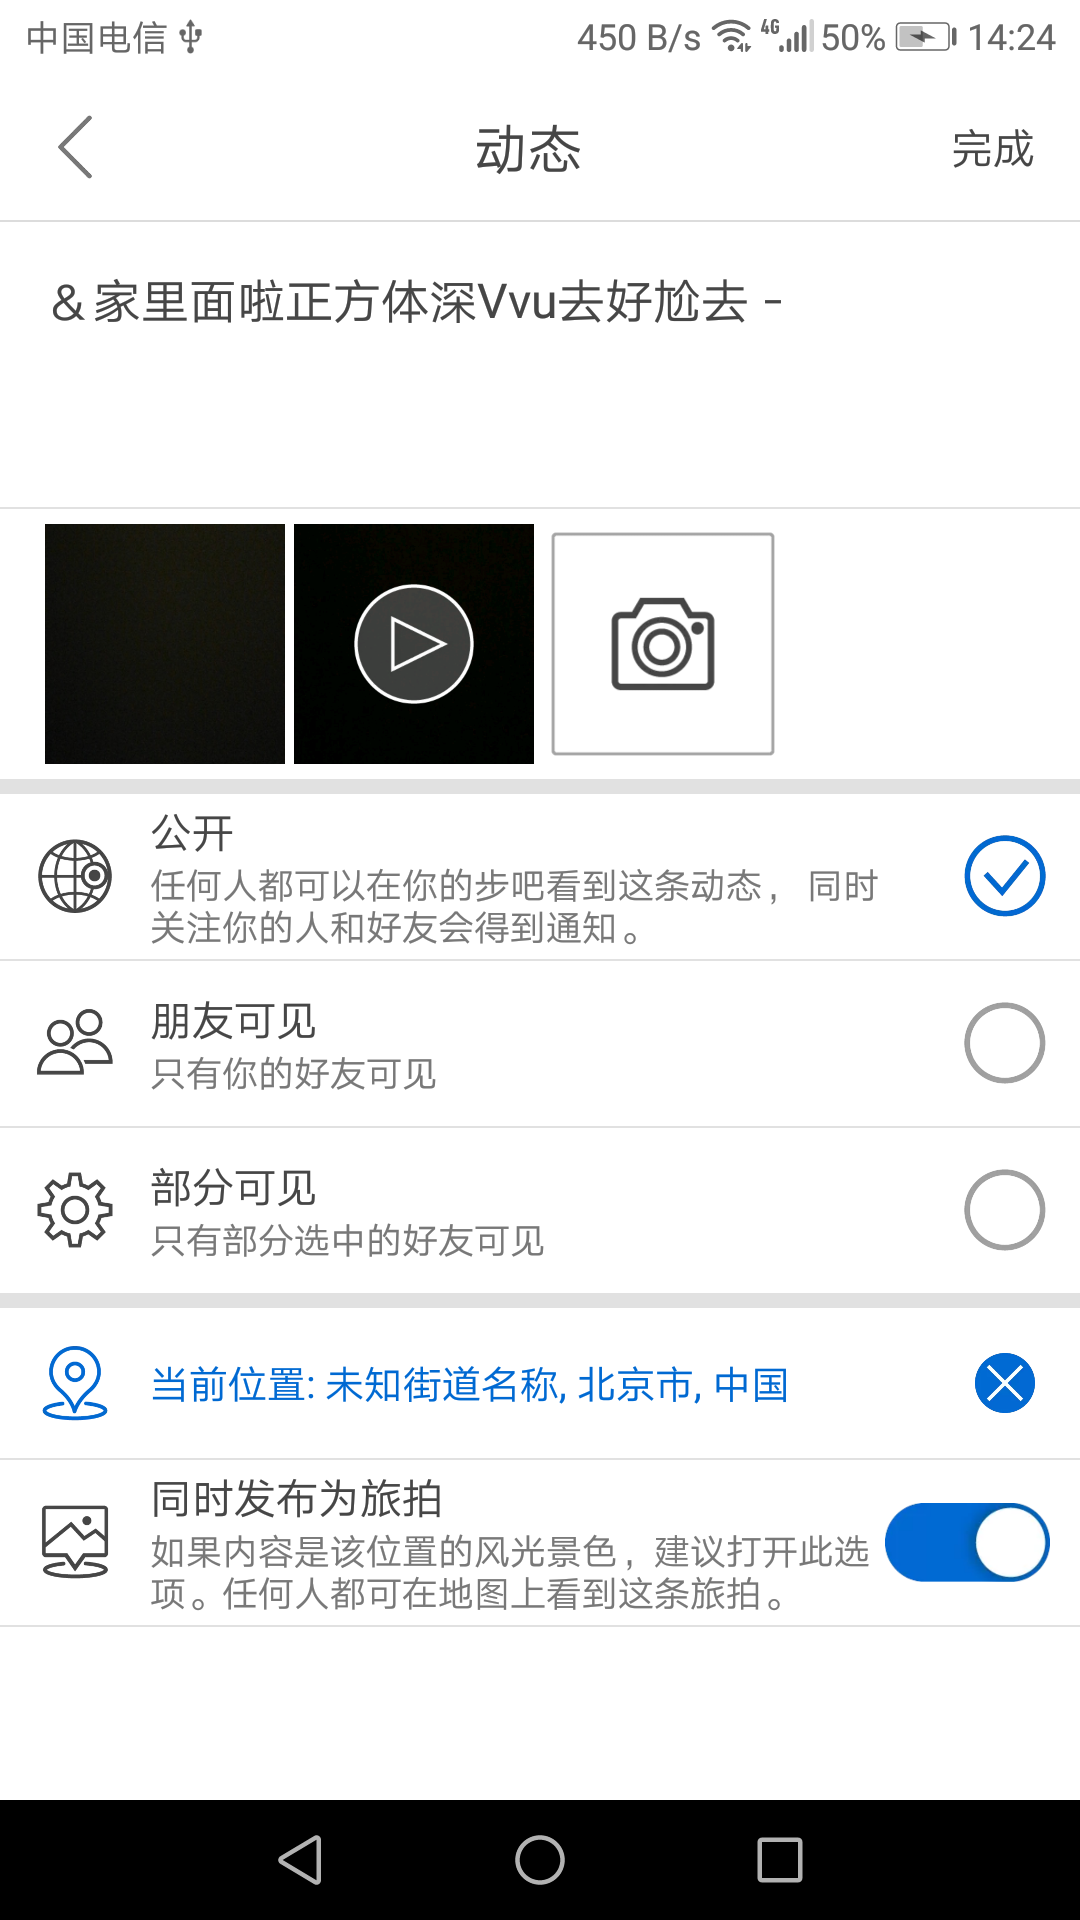 中国电信 450 B/s 4G 50% 14:24
动态 完成
&家里面啦正方体深Vvu去好尬去 -
公开
任何人都可以在你的步吧看到这条动态，同时
关注你的人和好友会得到通知。
朋友可见
只有你的好友可见
部分可见
只有部分选中的好友可见
当前位置: 未知街道名称, 北京市, 中国
同时发布为旅拍
如果内容是该位置的风光景色，建议打开此选
项。任何人都可在地图上看到这条旅拍。